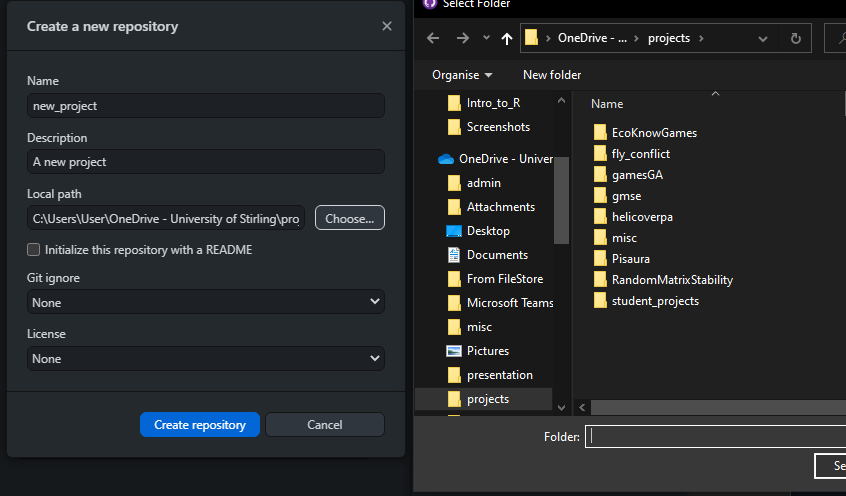 Create a new repository
Name
new_project
Description
A new project
Local path
C:\Users\User\OneDrive - University of Stirling\pro
Choose...
Initialize this repository with a README
Git ignore
None
License
None
Create repository
Cancel
Select Folder
OneDrive - ... › projects ›
Organise
New folder
Intro_to_R
Screenshots
OneDrive - Univer
admin
Attachments
Desktop
Documents
From FileStore
Microsoft Teams
misc
Pictures
presentation
projects
Name
EcoKnowGames
fly_conflict
gamesGA
gmse
helicoverpa
misc
Pisaura
RandomMatrixStability
student_projects
Folder:
Se